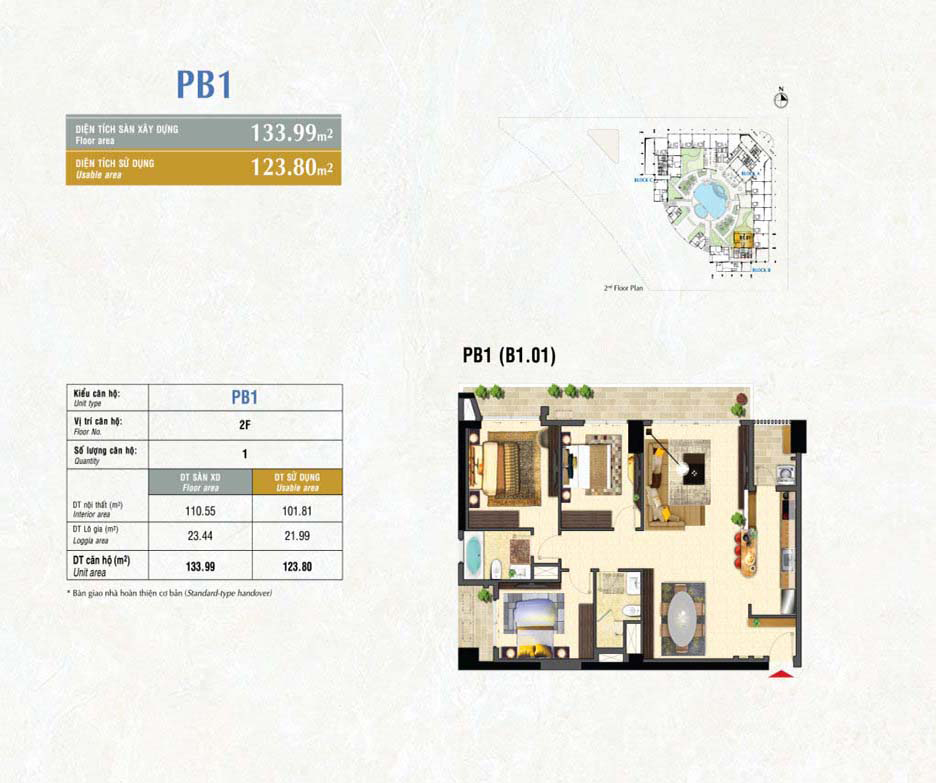 PB1
DIỆN TÍCH SÀN XÂY DỰNG
Floor area
133.99m2
DIỆN TÍCH SỬ DỤNG
Usable area
123.80m2
N
BLOCK C
BLOCK A
BLOCK B
2nd Floor Plan
PB1 (B1.01)
Kiểu căn hộ:
Unit type
PB1
Vị trí căn hộ:
Floor No.
2F
Số lượng căn hộ:
Quantity
1
DT SÀN XD
Floor area
DT SỬ DỤNG
Usable area
DT nội thất (m²)
Interior area
110.55
101.81
DT Lô gia (m²)
Loggia area
23.44
21.99
DT căn hộ (m²)
Unit area
133.99
123.80
* Bàn giao nhà hoàn thiện cơ bản (Standard-type handover)